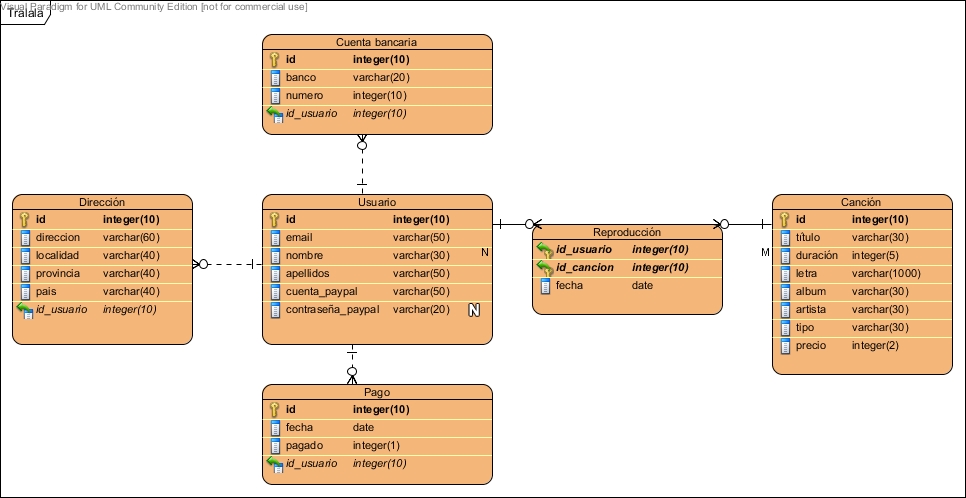 Visual Paradigm for UML Community Edition [not for commercial use]
Tralala
Cuenta bancaria
id integer(10)
banco varchar(20)
numero integer(10)
id_usuario integer(10)
Dirección
id integer(10)
direccion varchar(60)
localidad varchar(40)
provincia varchar(40)
pais varchar(40)
id_usuario integer(10)
Usuario
id integer(10)
email varchar(50)
nombre varchar(30)
apellidos varchar(50)
cuenta_paypal varchar(50)
contraseña_paypal varchar(20) N
N
Reproducción
id_usuario integer(10)
id_cancion integer(10)
fecha date
M
Canción
id integer(10)
título varchar(30)
duración integer(5)
letra varchar(1000)
album varchar(30)
artista varchar(30)
tipo varchar(30)
precio integer(2)
Pago
id integer(10)
fecha date
pagado integer(1)
id_usuario integer(10)